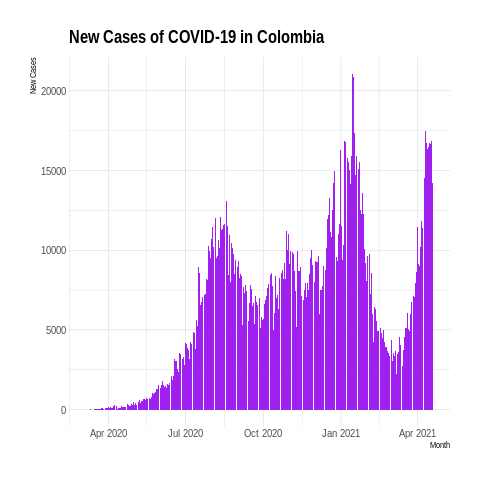 New Cases of COVID-19 in Colombia
New Cases
20000
15000
10000
5000
0
Apr 2020 Jul 2020 Oct 2020 Jan 2021 Apr 2021
Month